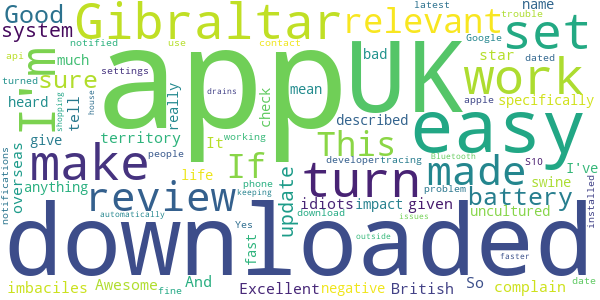 Good Gibraltar relevant latest trouble name
system notified use contact Google set
api much bad star dated
turned settings mean apple specifically
I'm sure app UK work
heard tell really check described easy
shopping house drains It working This developertracing Bluetooth S10 I've
notifications overseas give territory If phone keeping problem swine
people make life turn made installed
anything review update idiots impact given battery uncultured
automatically Yes fast download issues
downloaded outside faster
imbaciles Awesome And fine Excellent negative British So complain date